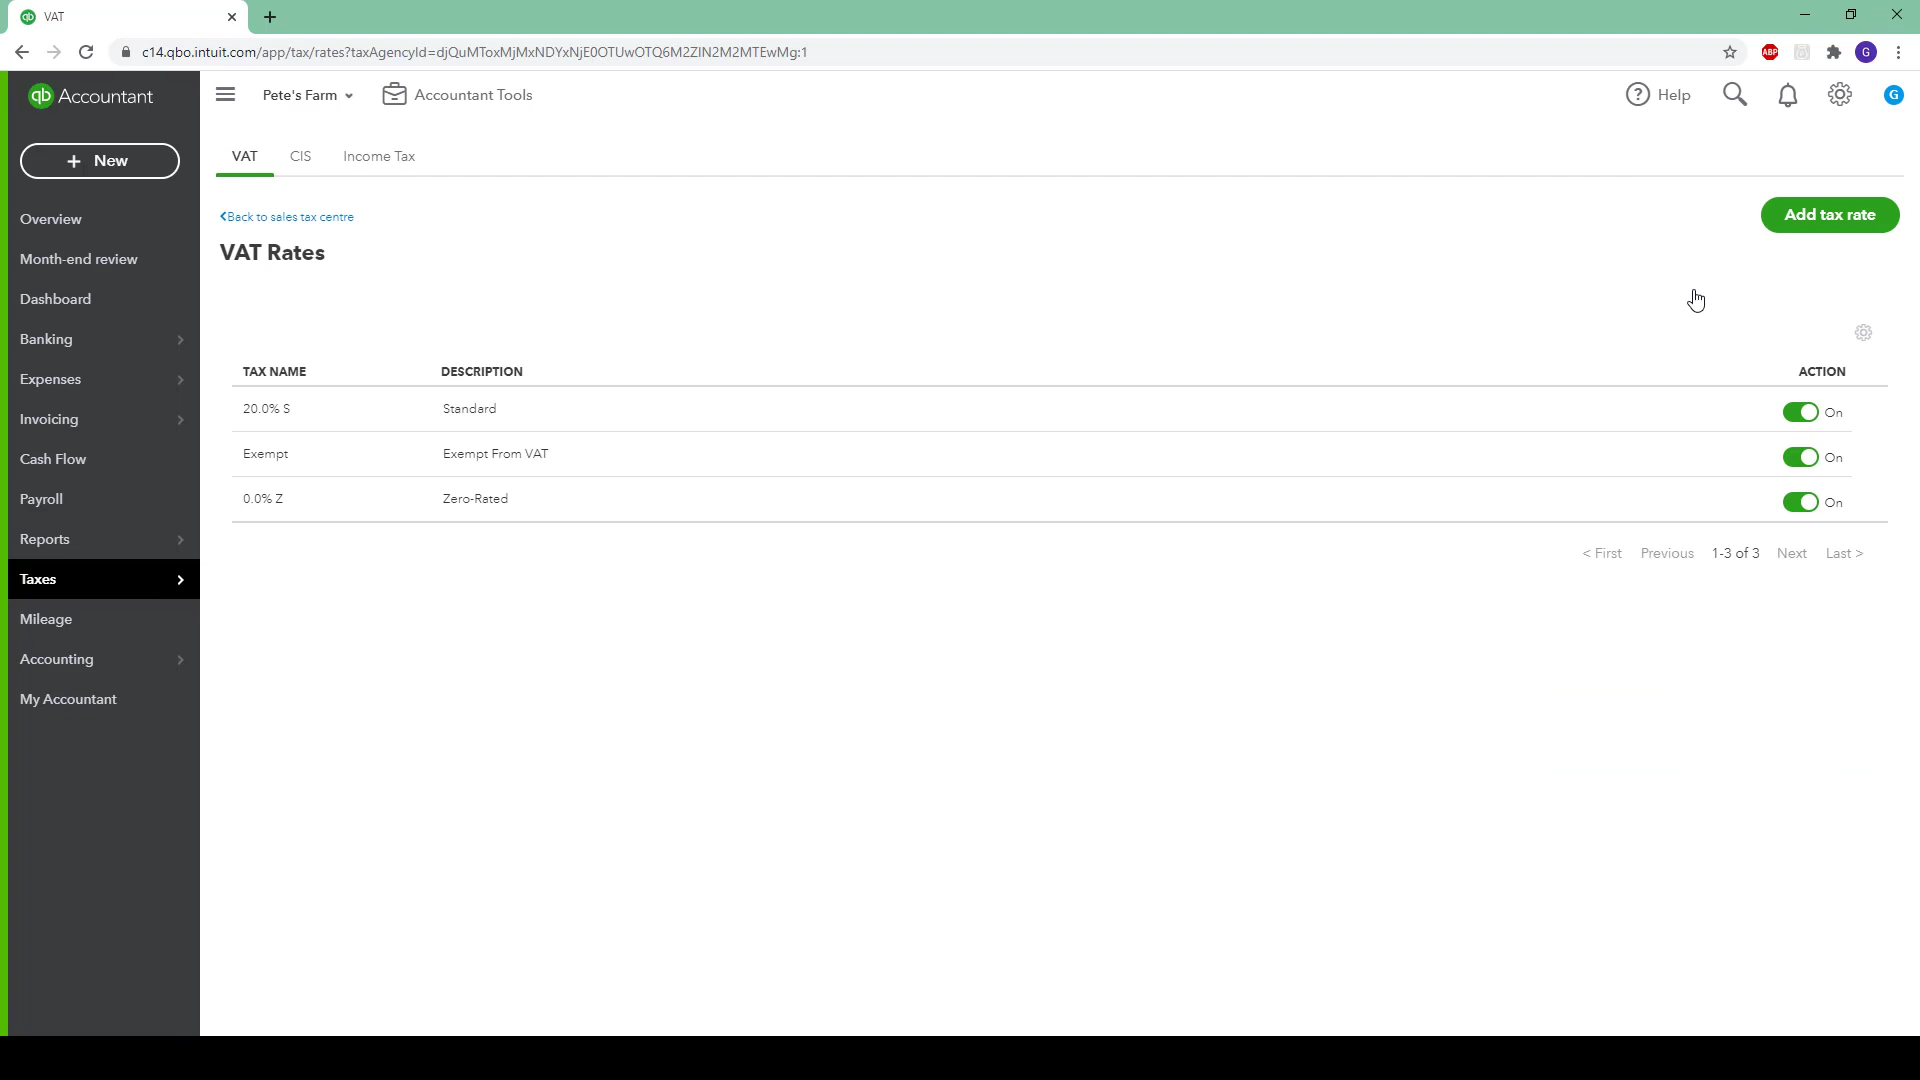 VAT
c14.qbo.intuit.com/app/tax/rates?taxAgencyId=djQuMToxMjMxNDYxNjE0OTUwOTQ6M2ZlN2M2MTEwMg:1
ABP
G
qb Accountant
Pete's Farm
Accountant Tools
Help
G
+ New
VAT
CIS
Income Tax
Overview
Month-end review
Dashboard
Banking
Expenses
Invoicing
Cash Flow
Payroll
Reports
Taxes
Mileage
Accounting
My Accountant
Back to sales tax centre
Add tax rate
VAT Rates
TAX NAME DESCRIPTION ACTION
20.0% S Standard On
Exempt Exempt From VAT On
0.0% Z Zero-Rated On
< First Previous 1-3 of 3 Next Last >